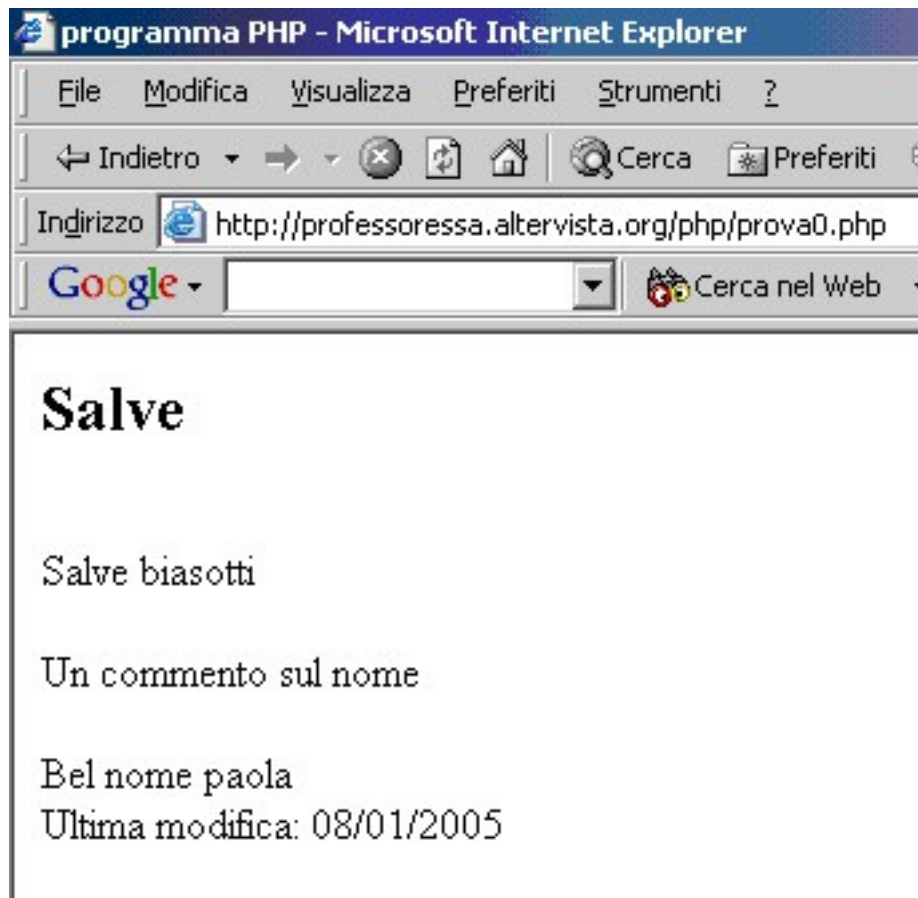 programma PHP - Microsoft Internet Explorer
File Modifica Visualizza Preferiti Strumenti ?
Indietro Cerca Preferiti
Indirizzo http://professoressa.altervista.org/php/prova0.php
Google Cerca nel Web
Salve
Salve biasotti
Un commento sul nome
Bel nome paola
Ultima modifica: 08/01/2005